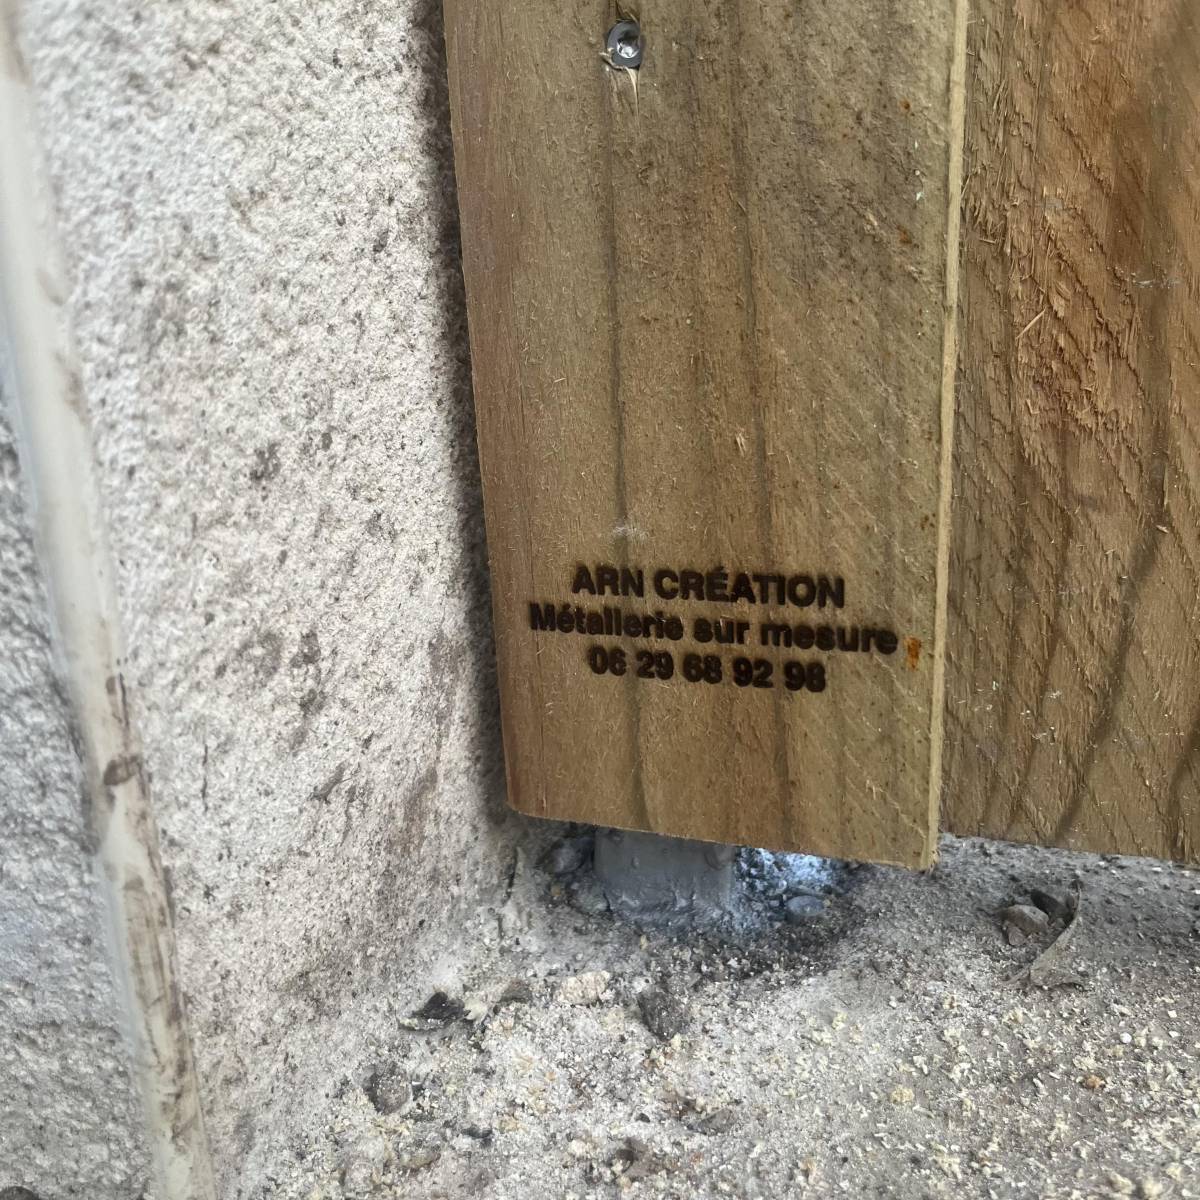 ARN CRÉATION
Métallerie sur mesure
06 29 68 92 98